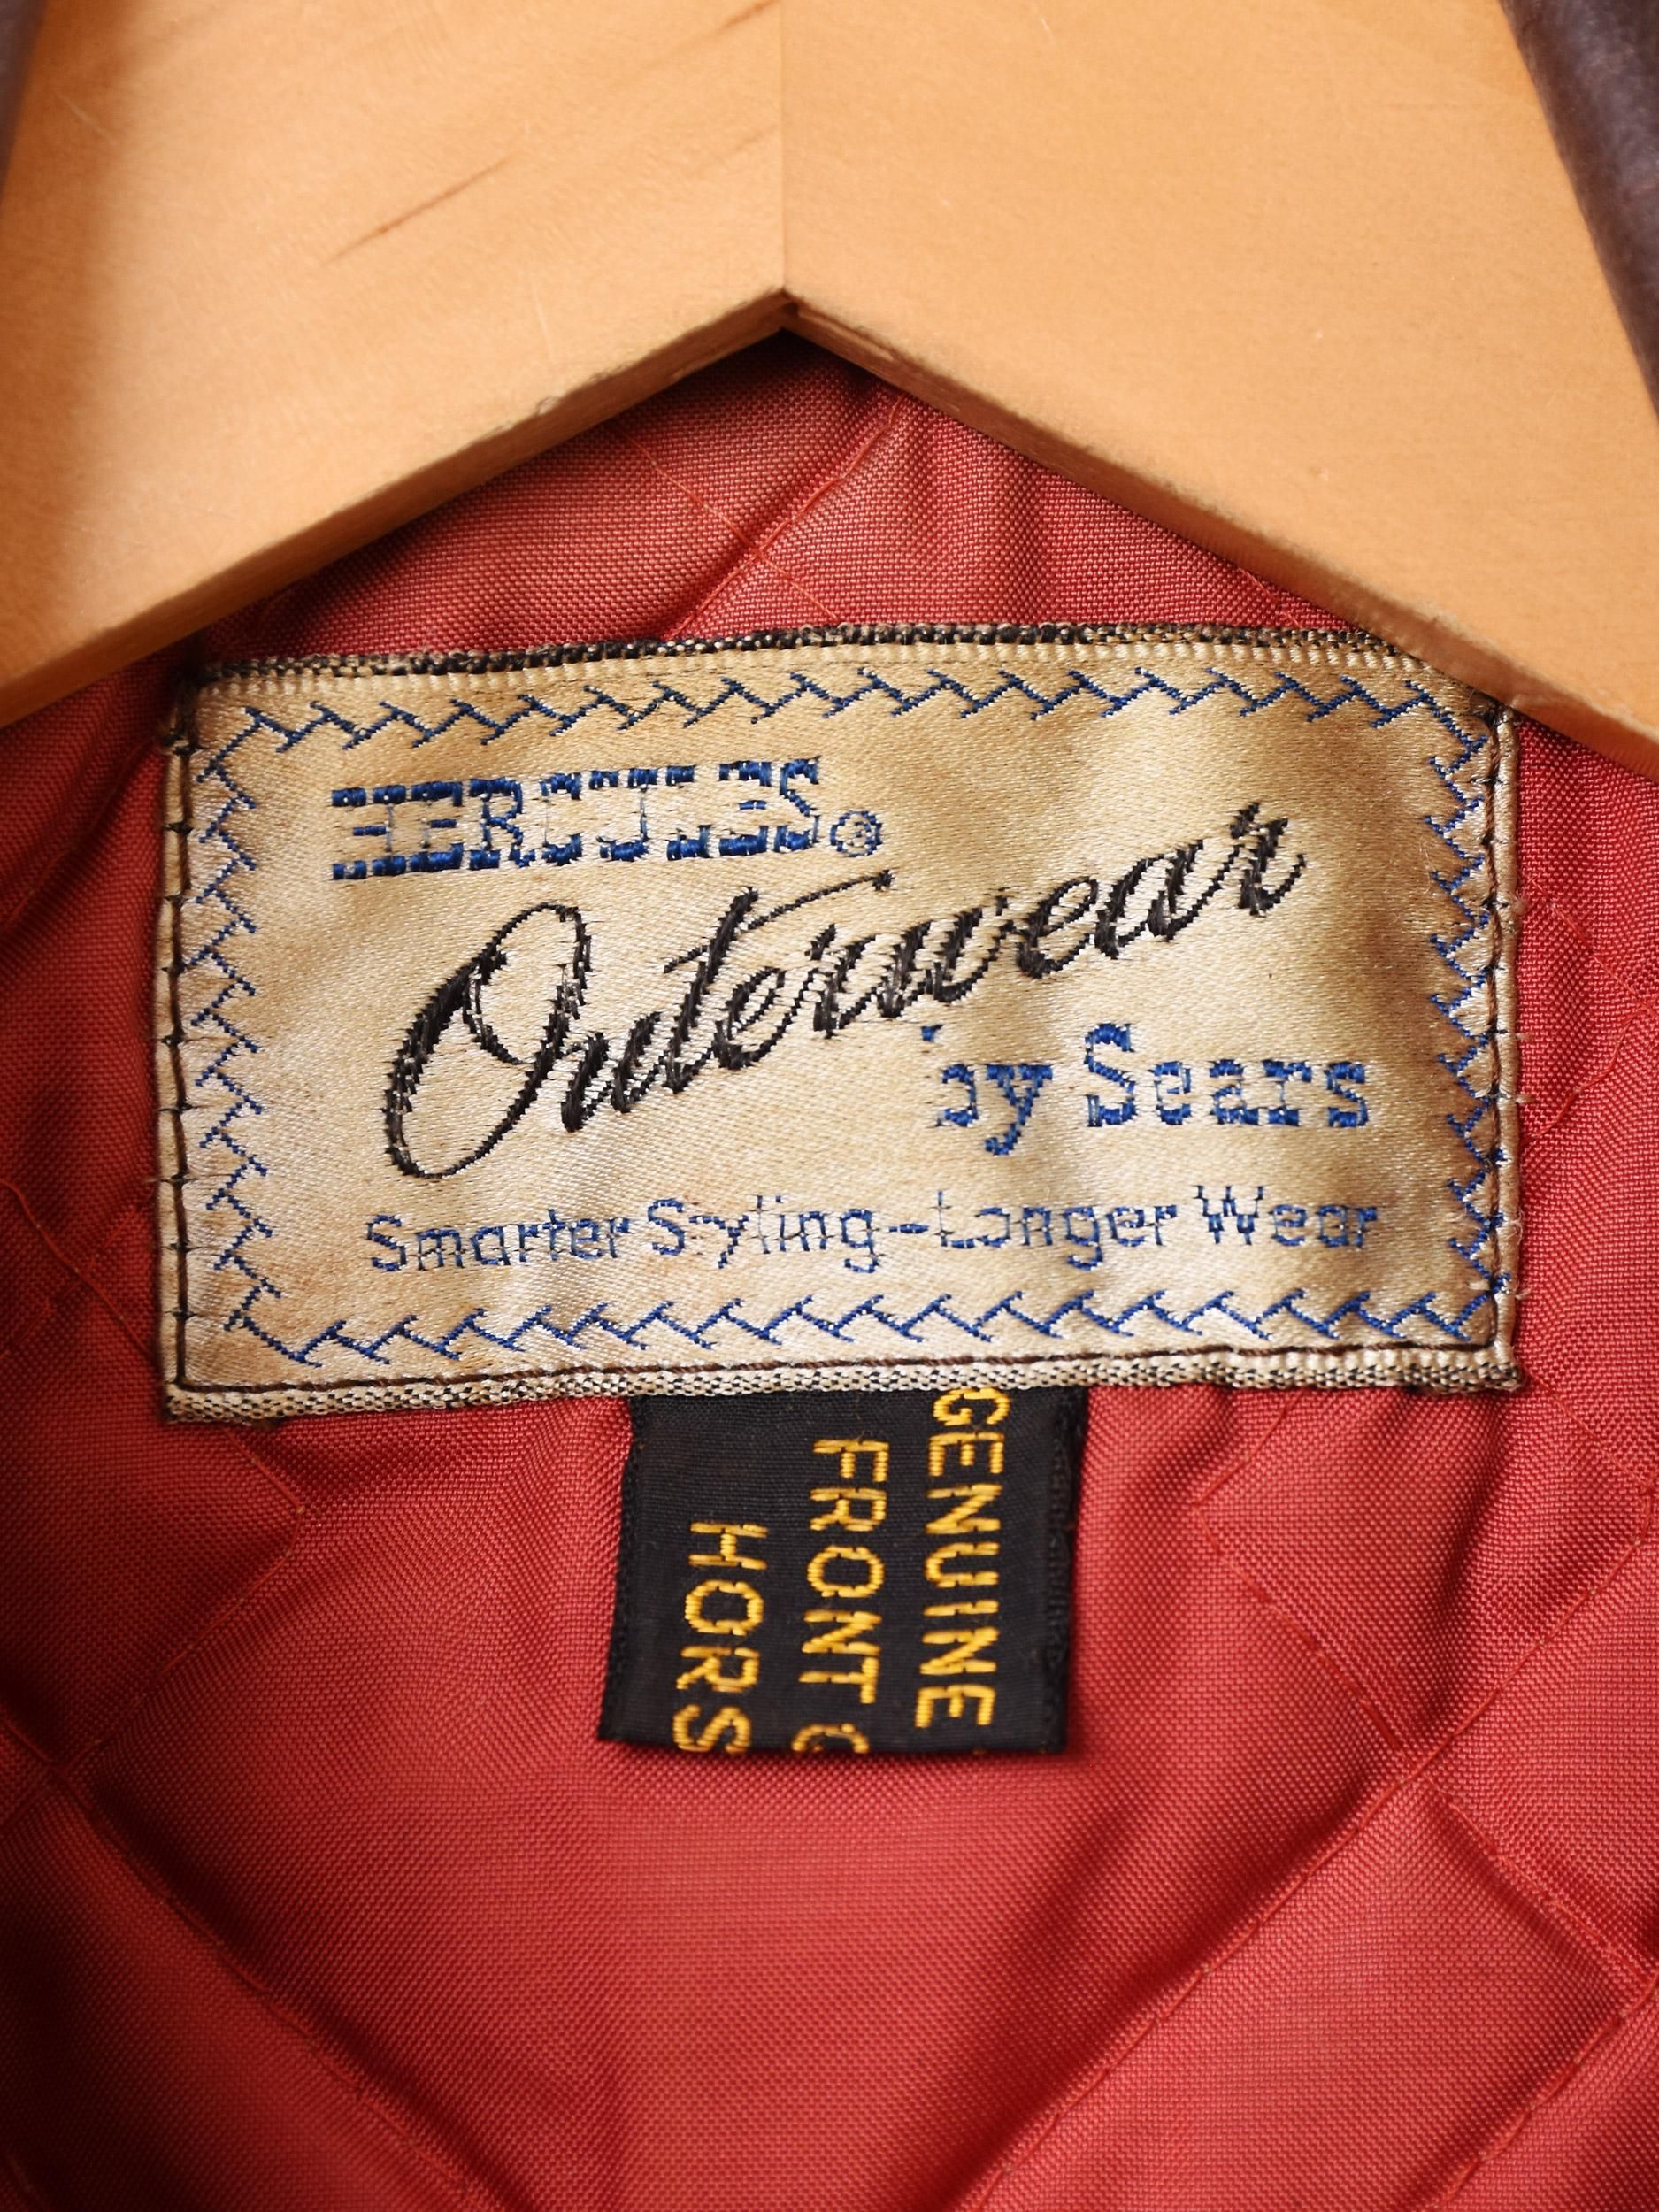 HERCULES®
Outerwear
by Sears
Smarter Styling-Longer Wear
GENUINE
FRONT
HORS